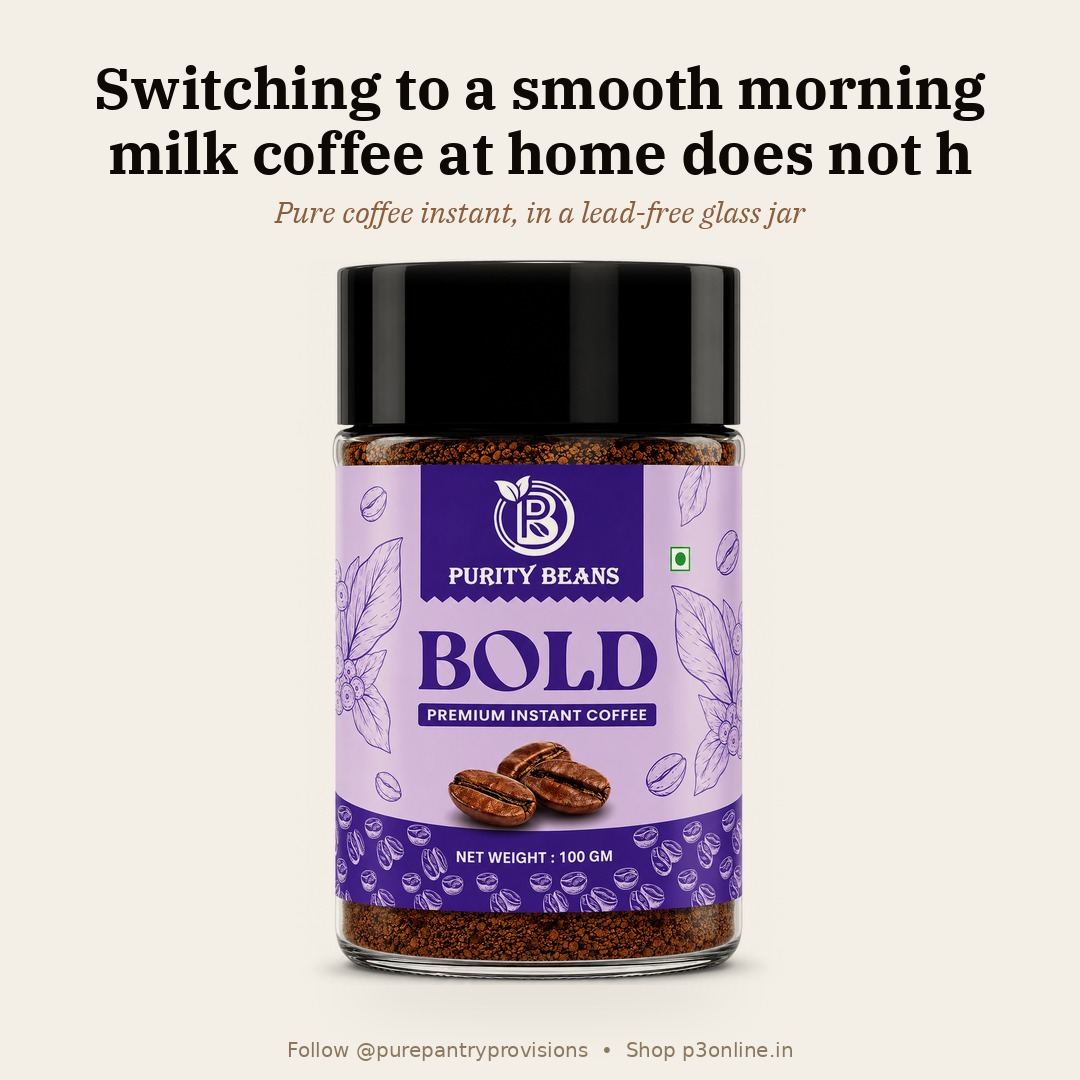 Switching to a smooth morning
milk coffee at home does not h
Pure coffee instant, in a lead-free glass jar
PURITY BEANS
BOLD
PREMIUM INSTANT COFFEE
NET WEIGHT : 100 GM
Follow @purepantryprovisions • Shop p3online.in